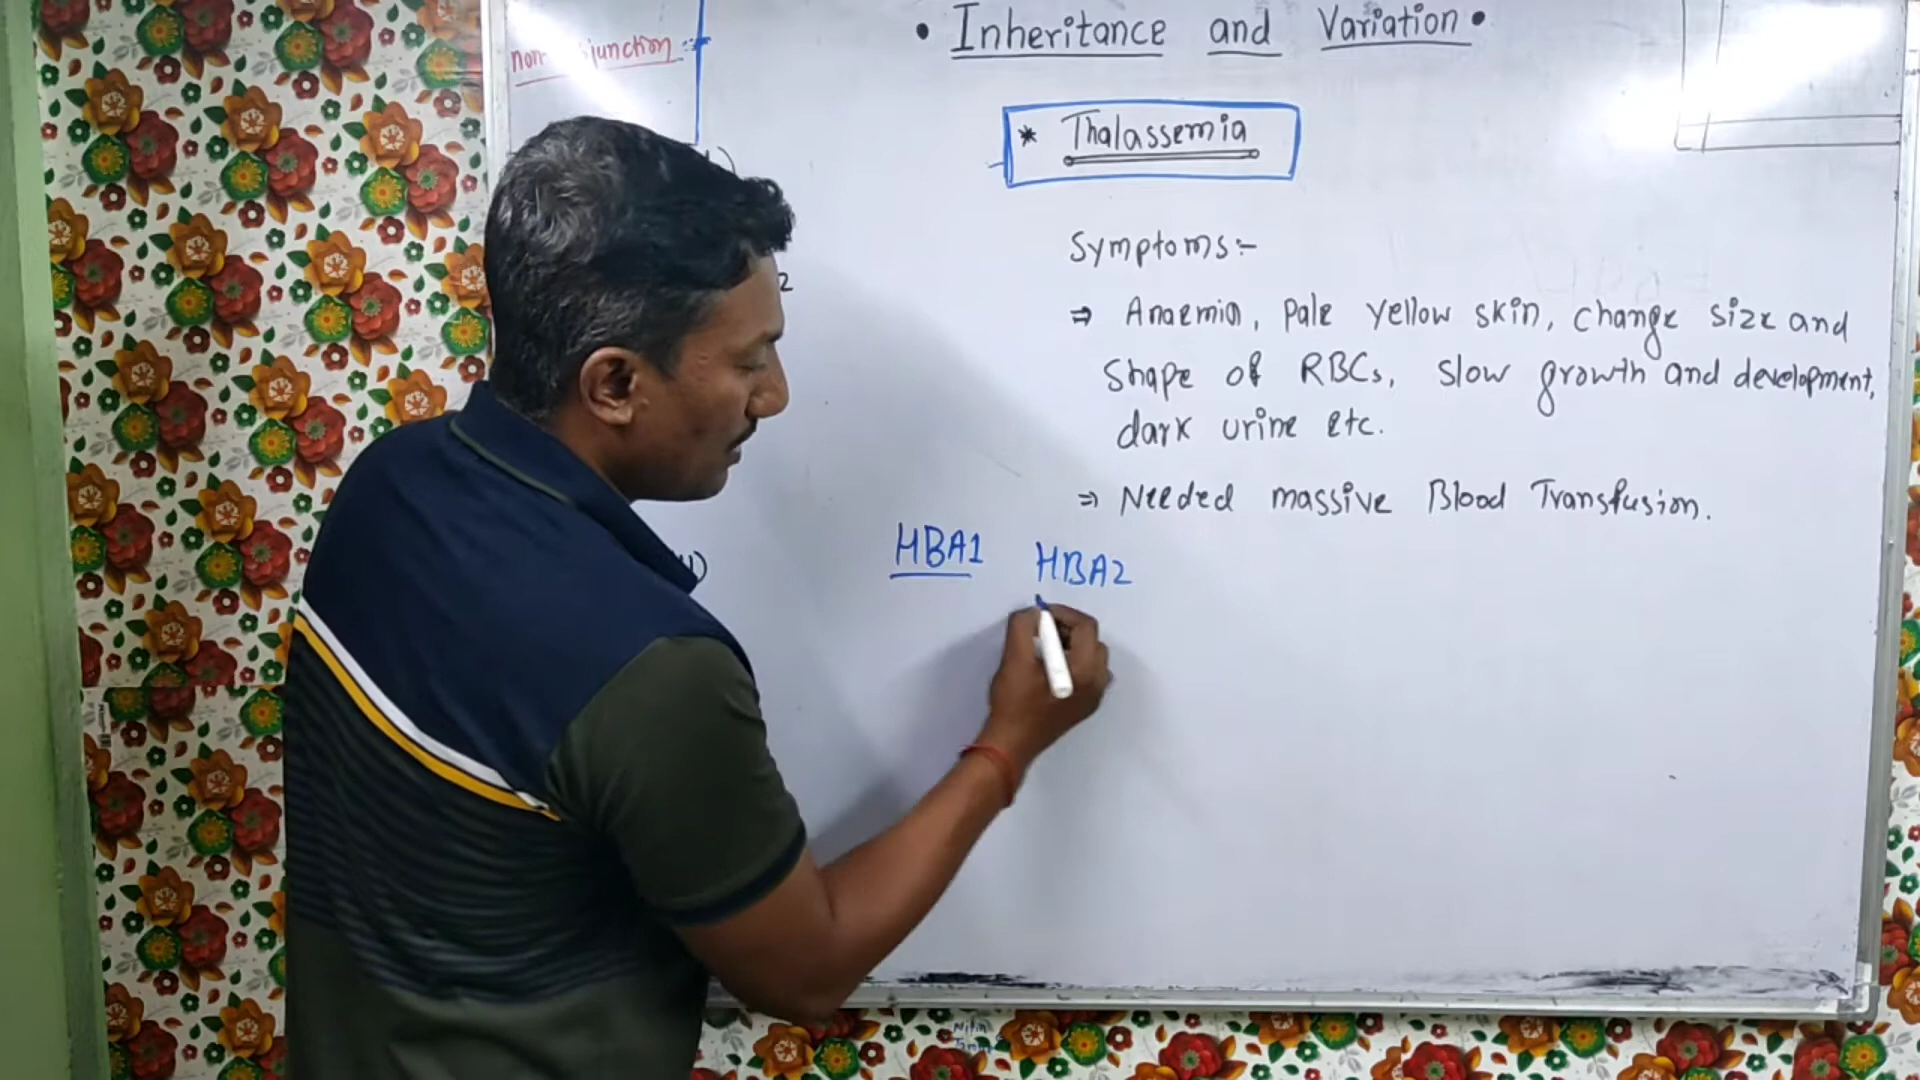 • Inheritance and Variation •
* Thalassemia
Symptoms:-
⇒ Anaemia, Pale Yellow skin, change size and
shape of RBCs, slow growth and development,
dark urine etc.
⇒ Needed massive Blood Transfusion.
HBA1 HBA2
2